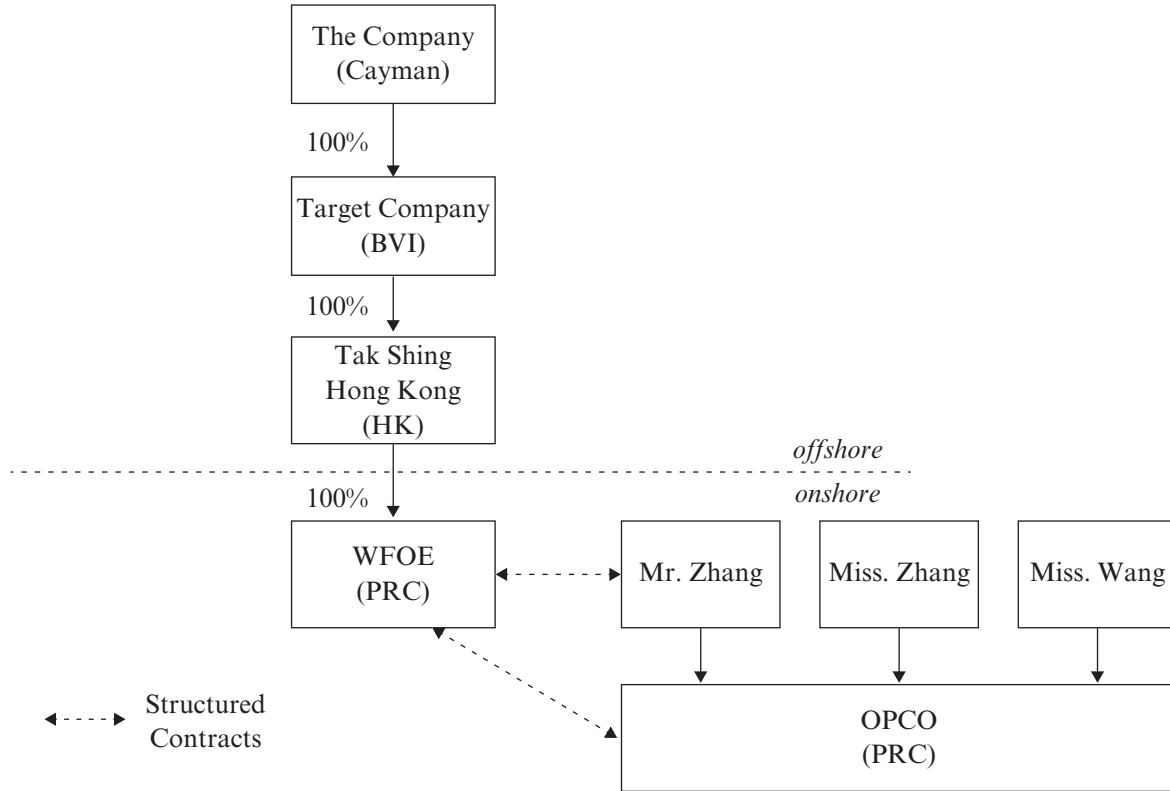 The Company
(Cayman)
100%
Target Company
(BVI)
100%
Tak Shing
Hong Kong
(HK)
offshore
onshore
100%
WFOE
(PRC)
Mr. Zhang
Miss. Zhang
Miss. Wang
Structured
Contracts
OPCO
(PRC)